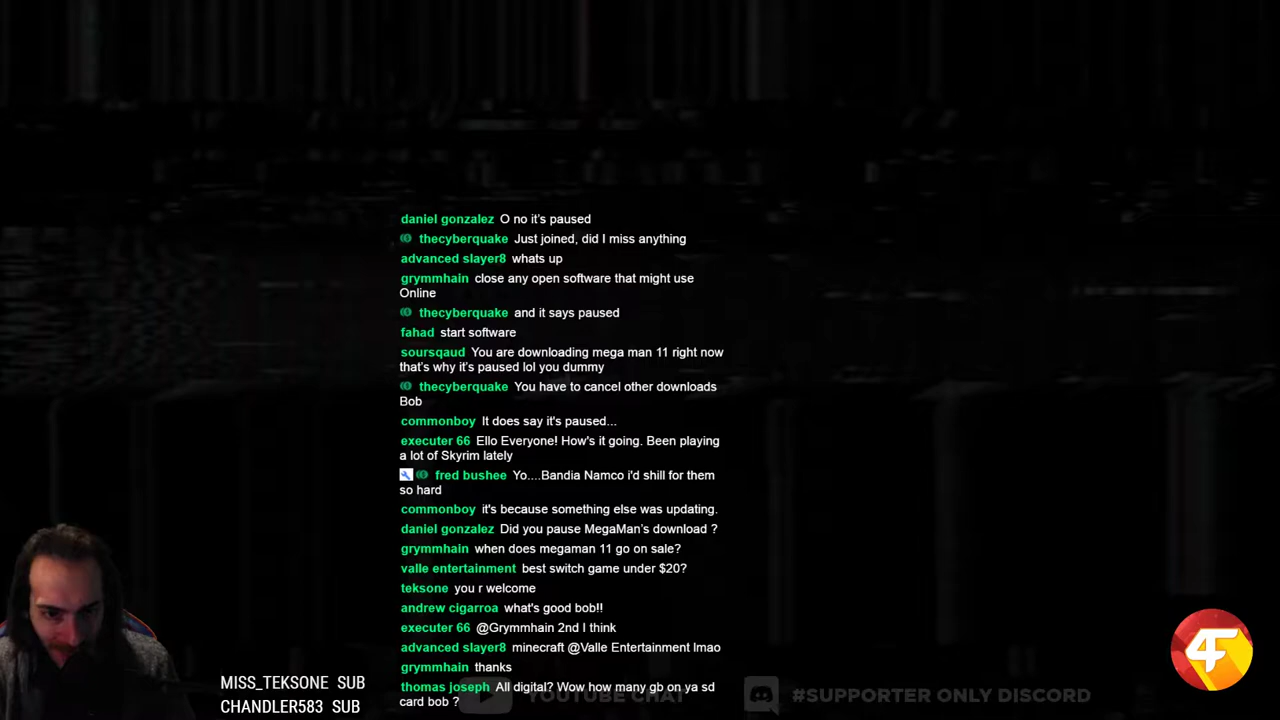 daniel gonzalez O no it's paused
thecyberquake Just joined, did I miss anything
advanced slayer8 whats up
grymmhain close any open software that might use
Online
thecyberquake and it says paused
fahad start software
soursqaud You are downloading mega man 11 right now
that's why it's paused lol you dummy
thecyberquake You have to cancel other downloads
Bob
commonboy It does say it's paused...
executer 66 Ello Everyone! How's it going. Been playing
a lot of Skyrim lately
fred bushee Yo....Bandia Namco i'd shill for them
so hard
commonboy it's because something else was updating.
daniel gonzalez Did you pause MegaMan's download ?
grymmhain when does megaman 11 go on sale?
valle entertainment best switch game under $20?
teksone you r welcome
andrew cigarroa what's good bob!!
executer 66 @Grymmhain 2nd I think
advanced slayer8 minecraft @Valle Entertainment lmao
grymmhain thanks
thomas joseph All digital? Wow how many gb on ya sd
card bob ?
MISS_TEKSONE SUB
CHANDLER583 SUB
YOUTUBE CHAT
#SUPPORTER ONLY DISCORD
4F